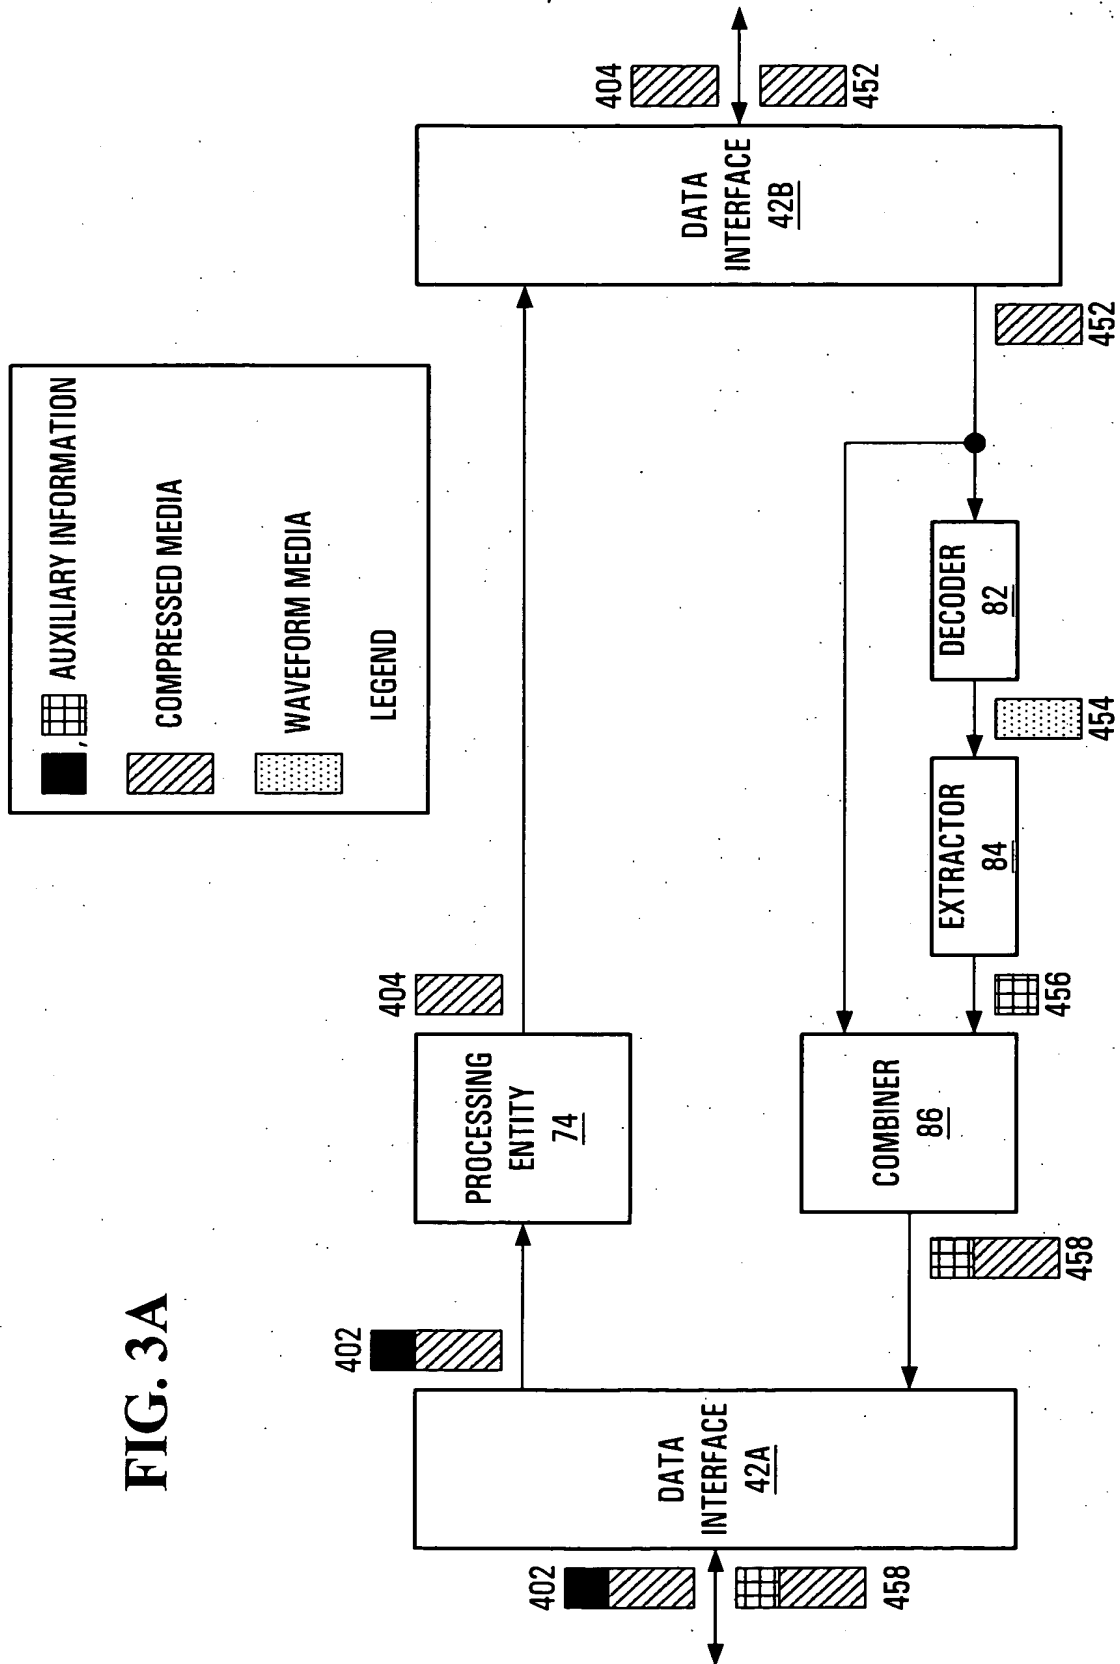 FIG. 3A
AUXILIARY INFORMATION
,
COMPRESSED MEDIA
WAVEFORM MEDIA
LEGEND
402
458
DATA
INTERFACE
42A
402
PROCESSING
ENTITY
74
404
DATA
INTERFACE
42B
404
452
452
DECODER
82
454
EXTRACTOR
84
456
COMBINER
86
458